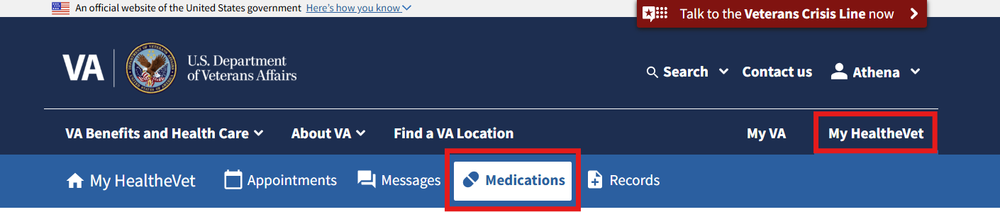 An official website of the United States government Here's how you know
Talk to the Veterans Crisis Line now
VA
U.S. Department
of Veterans Affairs
Search
Contact us
Athena
VA Benefits and Health Care
About VA
Find a VA Location
My VA
My HealtheVet
My HealtheVet
Appointments
Messages
Medications
Records